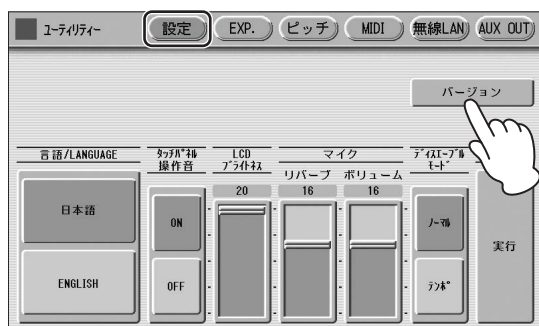 ユーティリティー
設定 EXP. ピッチ MIDI 無線LAN AUX OUT
バージョン
言語/LANGUAGE
タッチパネル
操作音
LCD
ブライトネス
マイク
リバーブ ボリューム
ディスエーブル
モード
20 16 16
日本語
ENGLISH
ON
OFF
ノーマル
テンポ
実行